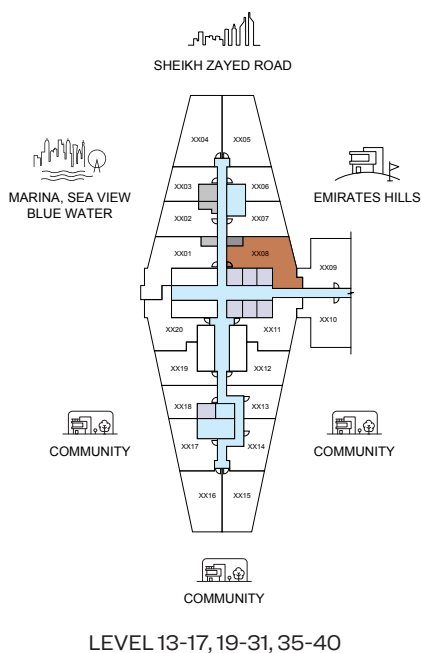 SHEIKH ZAYED ROAD
XX04
XX05
MARINA, SEA VIEW
BLUE WATER
XX03
XX06
EMIRATES HILLS
XX02
XX07
XX01
XX08
XX09
XX10
XX20
XX11
XX19
XX12
XX18
XX13
COMMUNITY
XX17
XX14
COMMUNITY
XX16
XX15
COMMUNITY
LEVEL 13-17, 19-31, 35-40